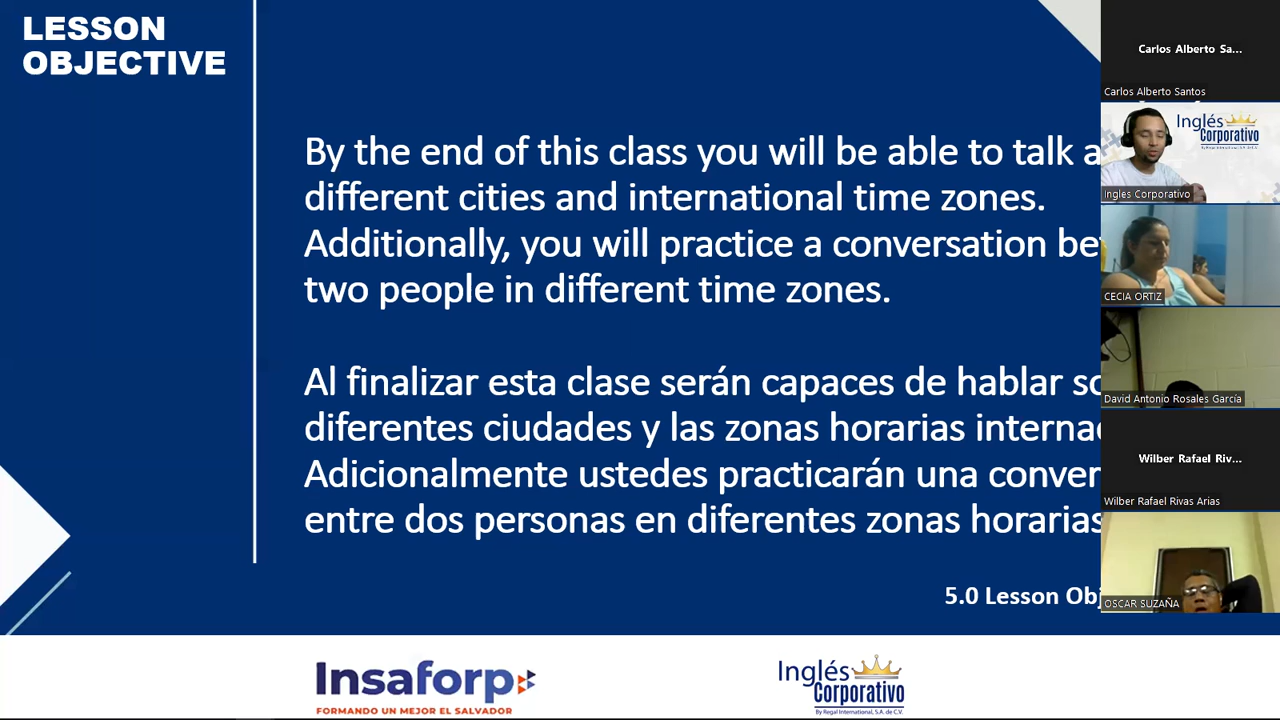 LESSON
OBJECTIVE
By the end of this class you will be able to talk a
different cities and international time zones.
Additionally, you will practice a conversation be
two people in different time zones.
Al finalizar esta clase serán capaces de hablar so
diferentes ciudades y las zonas horarias interna
Adicionalmente ustedes practicarán una conver
entre dos personas en diferentes zonas horarias
5.0 Lesson Obj
Insaforp
FORMANDO UN MEJOR EL SALVADOR
Inglés
Corporativo
By Regal International, S.A. de C.V.
Carlos Alberto Sa...
Carlos Alberto Santos
Inglés
Corporativo
Ingles Corporativo
CECIA ORTIZ
David Antonio Rosales García
Wilber Rafael Riv...
Wilber Rafael Rivas Arias
OSCAR SUZAÑA